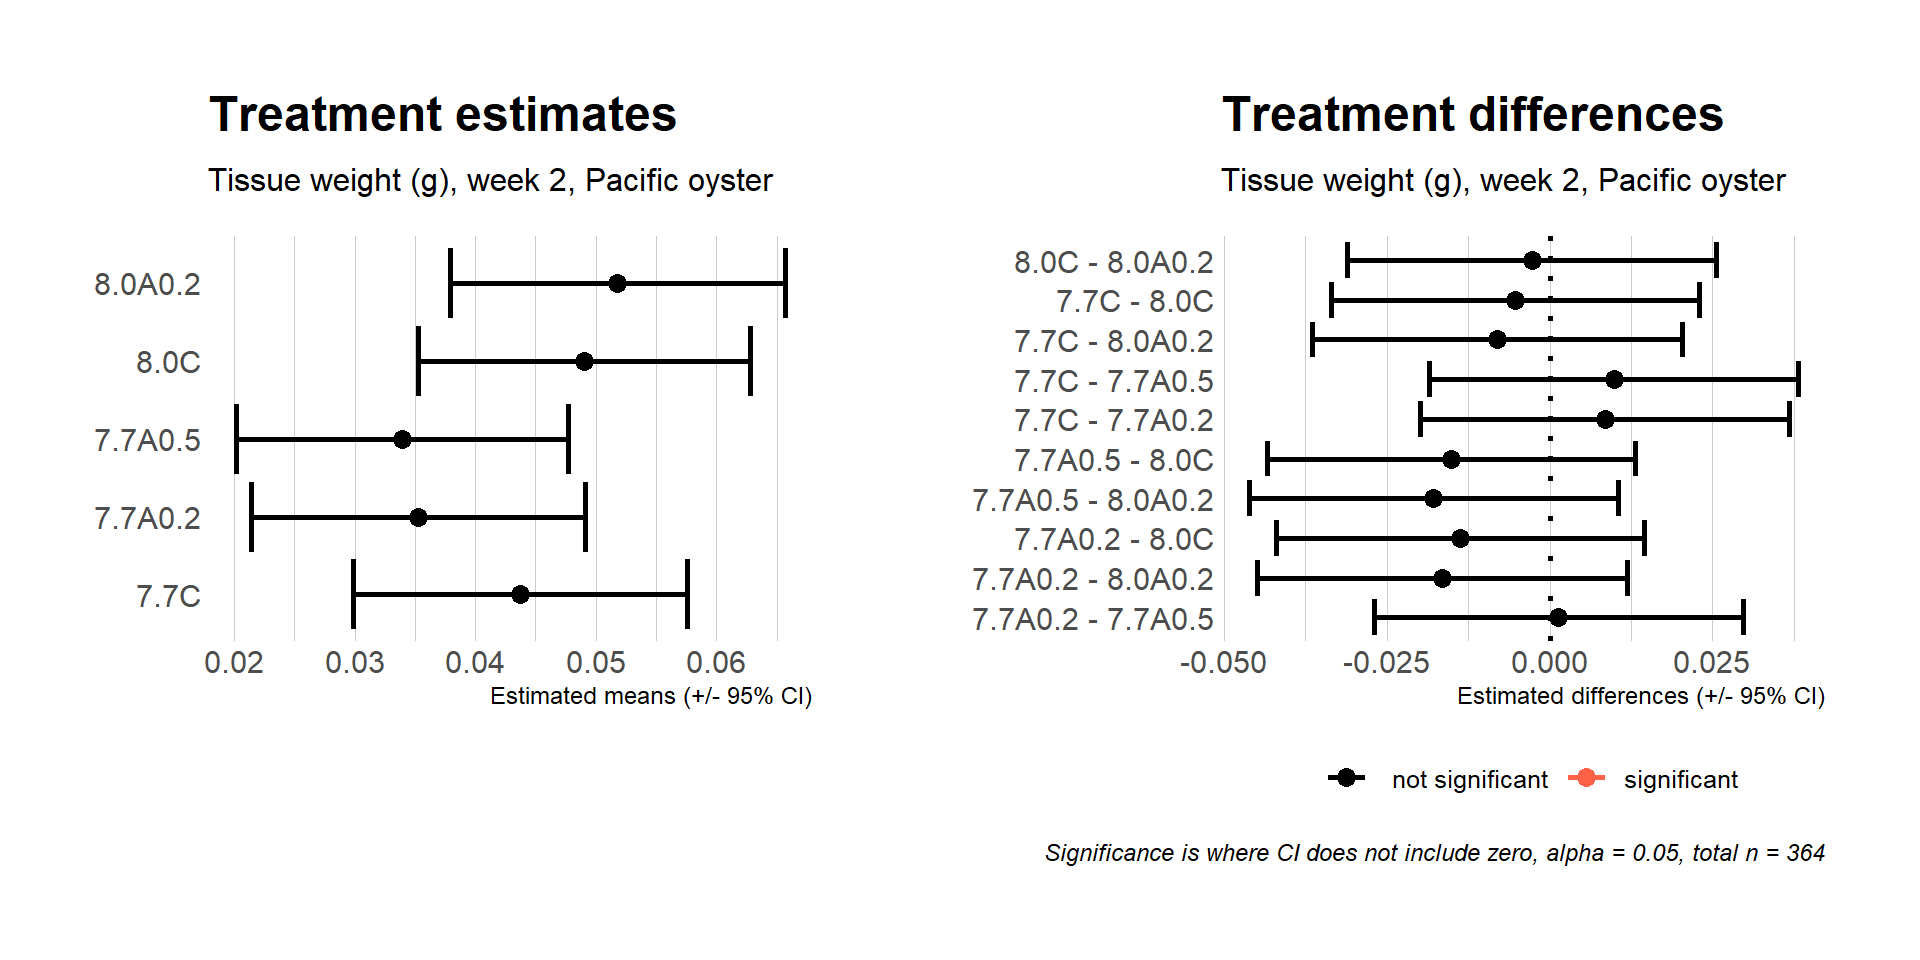 Treatment estimates
Tissue weight (g), week 2, Pacific oyster
8.0A0.2
8.0C
7.7A0.5
7.7A0.2
7.7C
0.02 0.03 0.04 0.05 0.06
Estimated means (+/- 95% CI)
Treatment differences
Tissue weight (g), week 2, Pacific oyster
8.0C - 8.0A0.2
7.7C - 8.0C
7.7C - 8.0A0.2
7.7C - 7.7A0.5
7.7C - 7.7A0.2
7.7A0.5 - 8.0C
7.7A0.5 - 8.0A0.2
7.7A0.2 - 8.0C
7.7A0.2 - 8.0A0.2
7.7A0.2 - 7.7A0.5
-0.050 -0.025 0.000 0.025
Estimated differences (+/- 95% CI)
not significant significant
Significance is where CI does not include zero, alpha = 0.05, total n = 364